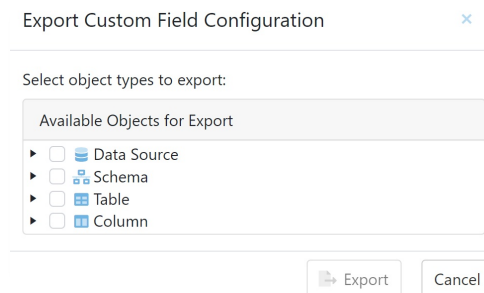 Export Custom Field Configuration ×
Select object types to export:
Available Objects for Export
Data Source
Schema
Table
Column
Export Cancel